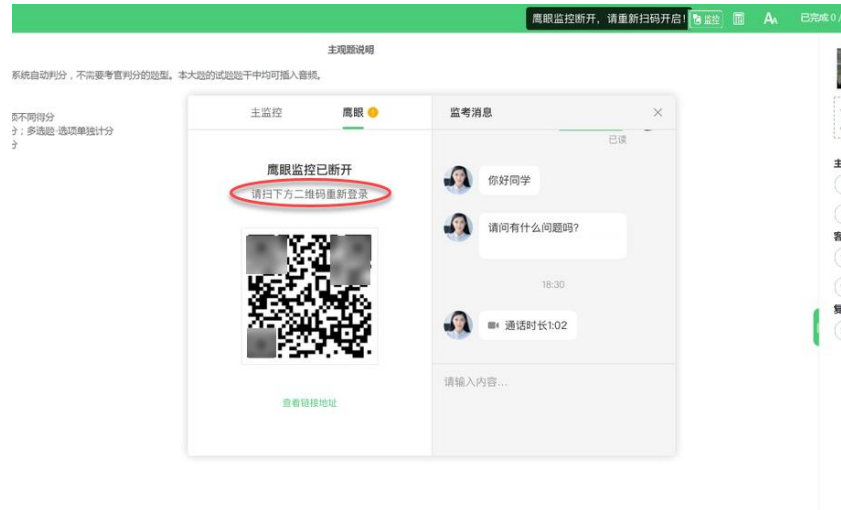 鹰眼监控断开，请重新扫码开启！
监控
已完成 0 /
主观题说明
系统自动判分，不需要考官判分的题型。本大题的试题题干中均可插入音频。
项不同得分
分；多选题-选项单独计分
分
主监控
鹰眼
监考消息
已读
鹰眼监控已断开
请扫下方二维码重新登录
你好同学
请问有什么问题吗?
18:30
通话时长1:02
请输入内容...
查看链接地址
主
客